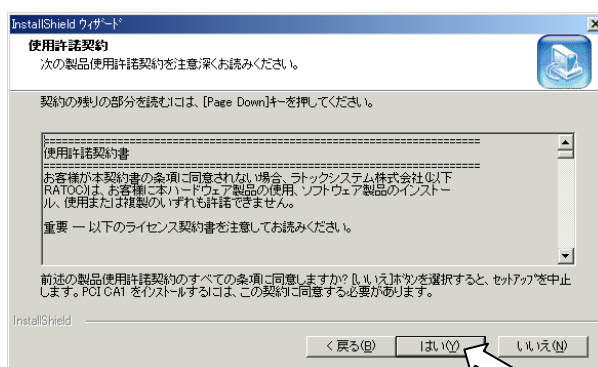 InstallShield ウィザード
使用許諾契約
次の製品使用許諾契約を注意深くお読みください。
契約の残りの部分を読むには、[Page Down]キーを押してください。
使用許諾契約書
お客様が本契約書の条項に同意されない場合、ラトックシステム株式会社(以下
RATOC)は、お客様に本ハードウェア製品の使用、ソフトウェア製品のインストー
ル、使用または複製のいずれも許諾できません。
重要 ― 以下のライセンス契約書を注意してお読みください。
前述の製品使用許諾契約のすべての条項に同意しますか? [いいえ]ボタンを選択すると、セットアップを中止
します。PCI CA1 をインストールするには、この契約に同意する必要があります。
InstallShield
< 戻る(B)
はい(Y)
いいえ(N)